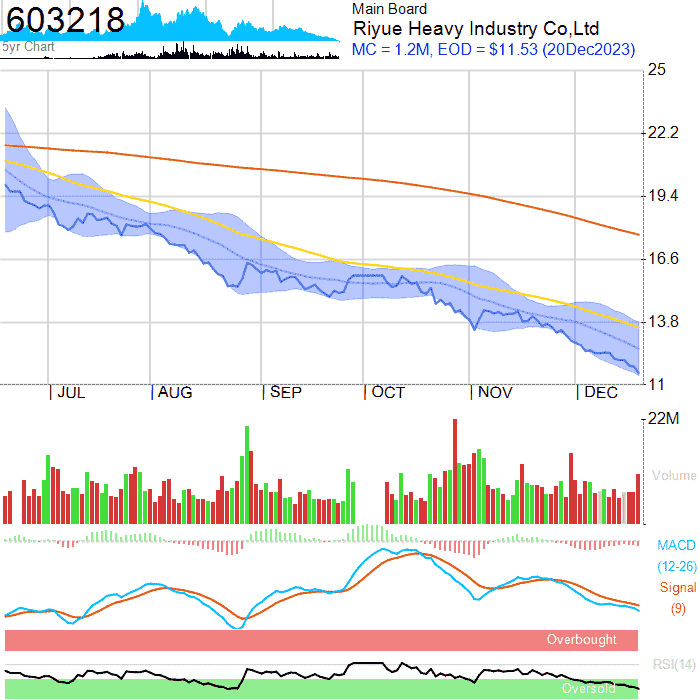 603218
5yr Chart
Main Board
Riyue Heavy Industry Co,Ltd
MC = 1.2M, EOD = $11.53 (20Dec2023)
25
22.2
19.4
16.6
13.8
11
JUL AUG SEP OCT NOV DEC
22M
Volume
MACD
(12-26)
Signal
(9)
Overbought
RSI(14)
Oversold